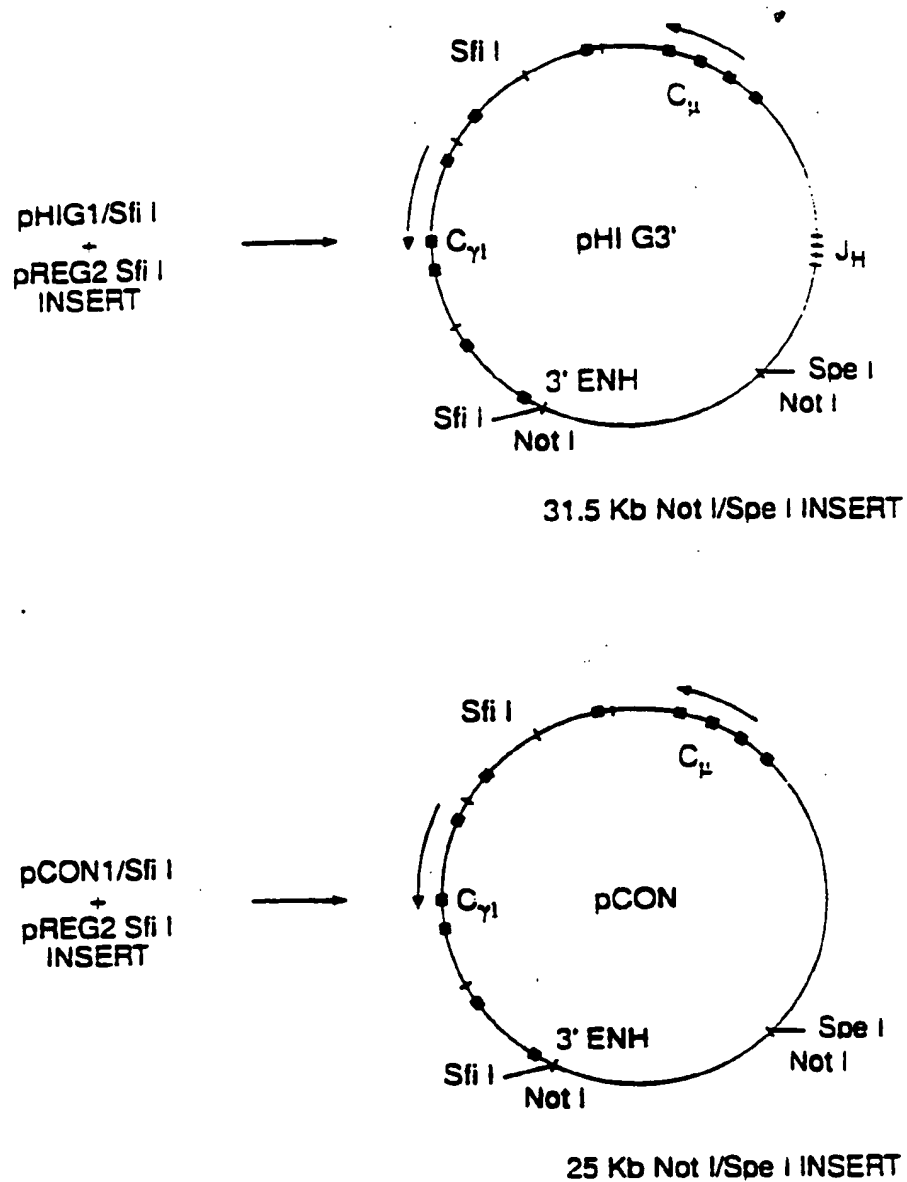 Sfi I
Cμ
pHIG1/Sfi I
+
pREG2 Sfi I
INSERT
Cγ1
pHI G3'
JH
3' ENH
Spe I
Not I
Sfi I
Not I
31.5 Kb Not I/Spe I INSERT
Sfi I
Cμ
pCON1/Sfi I
+
pREG2 Sfi I
INSERT
Cγ1
pCON
3' ENH
Spe I
Not I
Sfi I
Not I
25 Kb Not I/Spe I INSERT